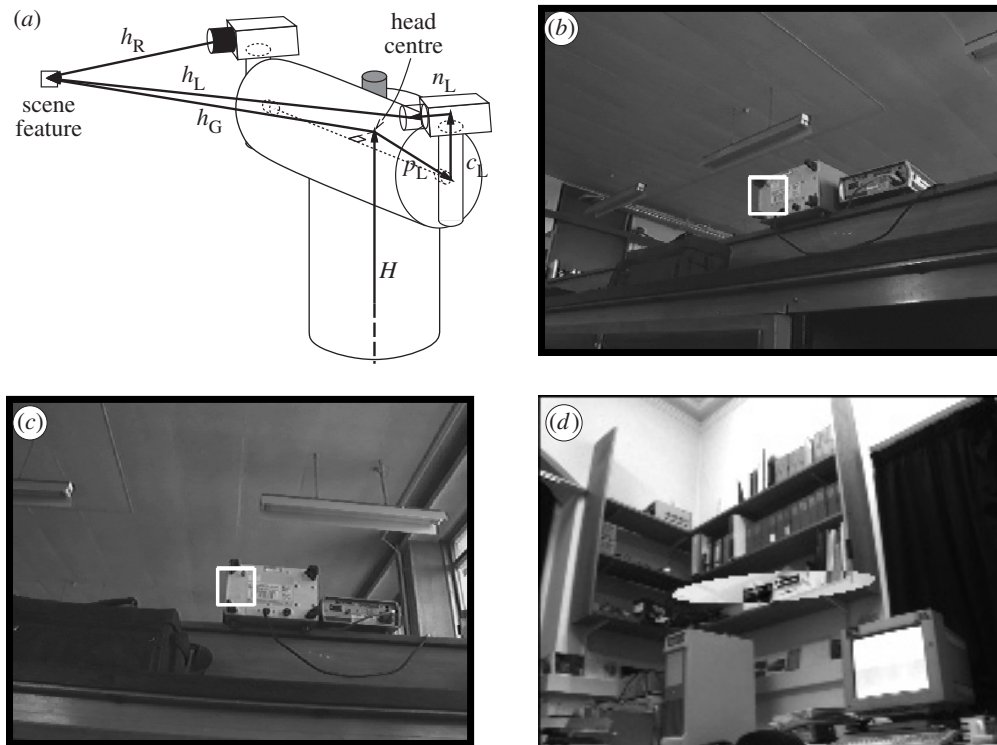 (a)
head
centre
h_R
h_L
n_L
scene
feature
h_G
p_L
c_L
H
(b)
(c)
(d)